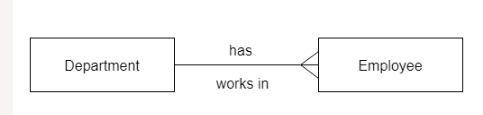 has
Department
Employee
works in